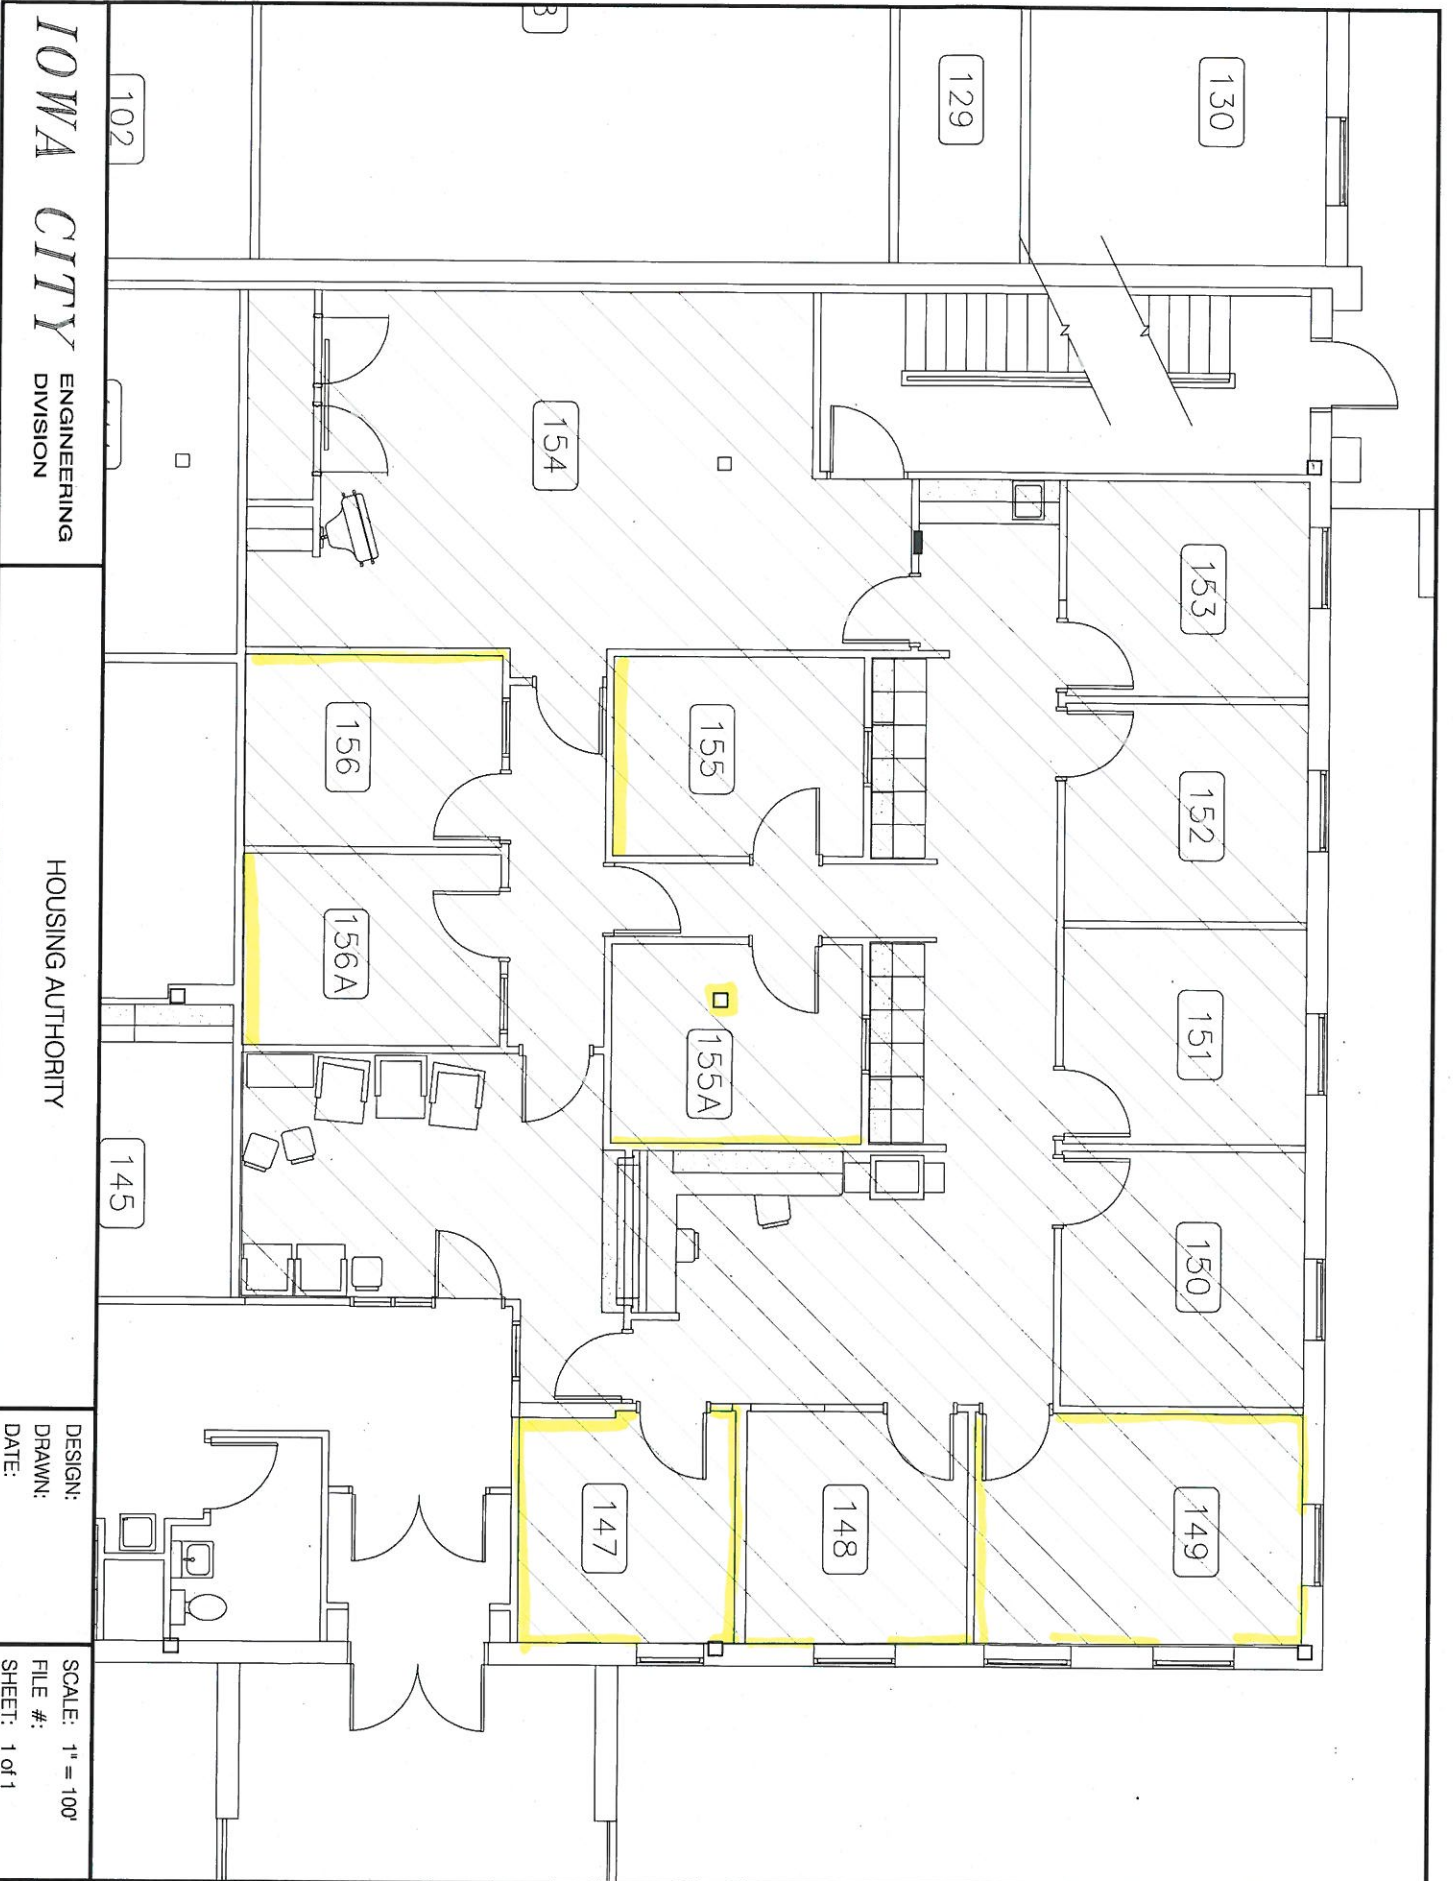 130
129
102
154
153
152
151
150
149
148
147
155
155A
156
156A
145
IOWA CITY
ENGINEERING
DIVISION
HOUSING AUTHORITY
DESIGN:
DRAWN:
DATE:
SCALE: 1" = 100'
FILE #:
SHEET: 1 of 1